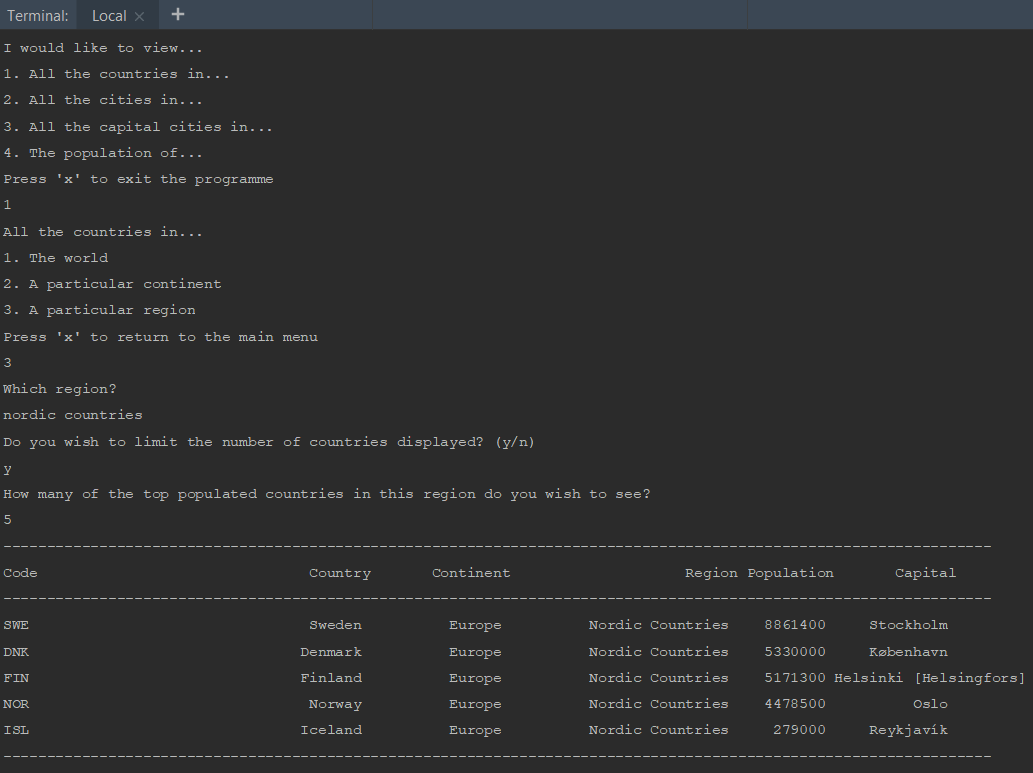 Terminal: Local × +
I would like to view...
1. All the countries in...
2. All the cities in...
3. All the capital cities in...
4. The population of...
Press 'x' to exit the programme
1
All the countries in...
1. The world
2. A particular continent
3. A particular region
Press 'x' to return to the main menu
3
Which region?
nordic countries
Do you wish to limit the number of countries displayed? (y/n)
y
How many of the top populated countries in this region do you wish to see?
5
-----------------------------------------------------------------------------------------------------------------
Code Country Continent Region Population Capital
-----------------------------------------------------------------------------------------------------------------
SWE Sweden Europe Nordic Countries 8861400 Stockholm
DNK Denmark Europe Nordic Countries 5330000 København
FIN Finland Europe Nordic Countries 5171300 Helsinki [Helsingfors]
NOR Norway Europe Nordic Countries 4478500 Oslo
ISL Iceland Europe Nordic Countries 279000 Reykjavík
-----------------------------------------------------------------------------------------------------------------